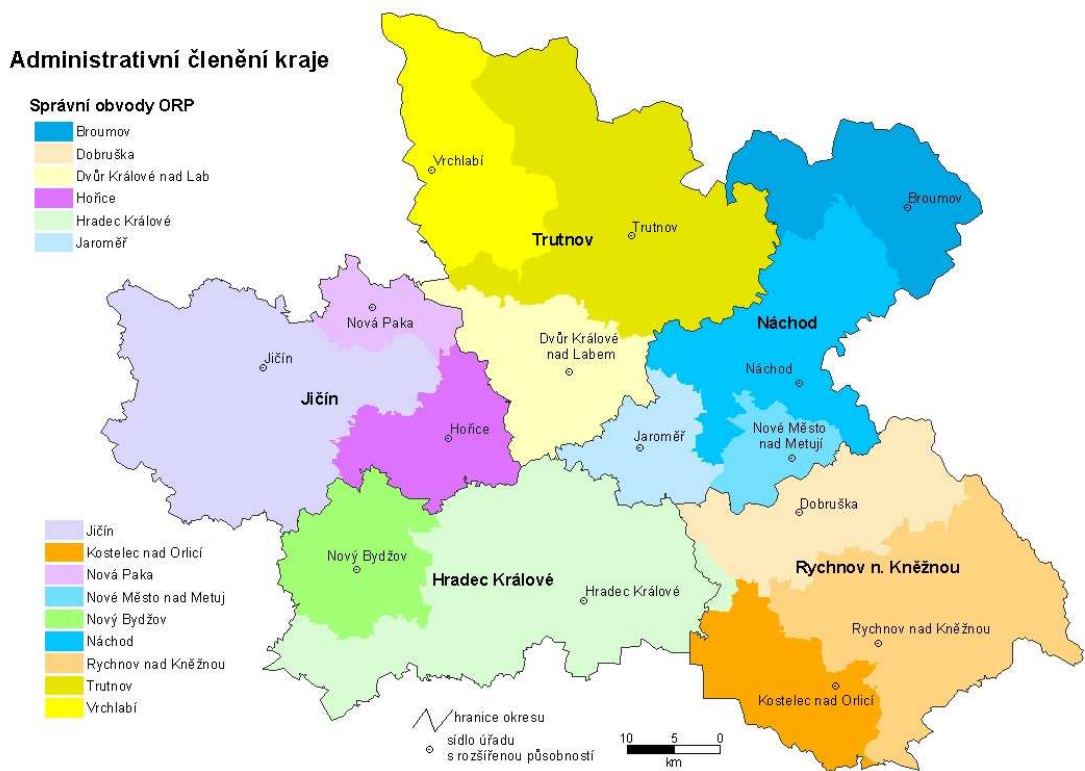 Administrativní členění kraje
Správní obvody ORP
Broumov
Dobruška
Dvůr Králové nad Lab
Hořice
Hradec Králové
Jaroměř
Vrchlabí
Trutnov
Trutnov
Broumov
Nová Paka
Jičín
Jičín
Hořice
Dvůr Králové
nad Labem
Náchod
Náchod
Jaroměř
Nové Město
nad Metují
Dobruška
Nový Bydžov
Hradec Králové
Hradec Králové
Rychnov n. Kněžnou
Rychnov nad Kněžnou
Kostelec nad Orlicí
Jičín
Kostelec nad Orlicí
Nová Paka
Nové Město nad Metuj
Nový Bydžov
Náchod
Rychnov nad Kněžnou
Trutnov
Vrchlabí
hranice okresu
sídlo úřadu
s rozšířenou působností
10 5 0
km